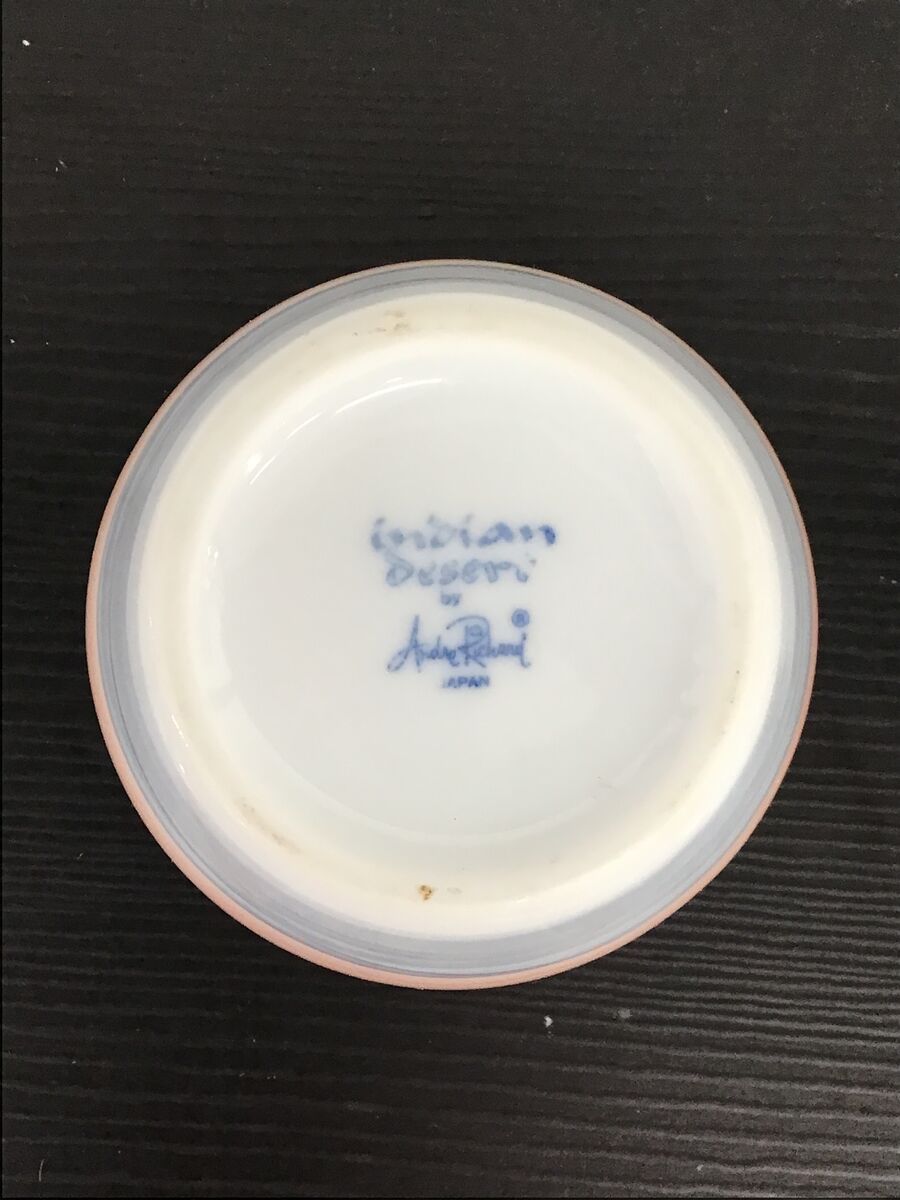 indian
desert
by
Andre Richard ®
JAPAN